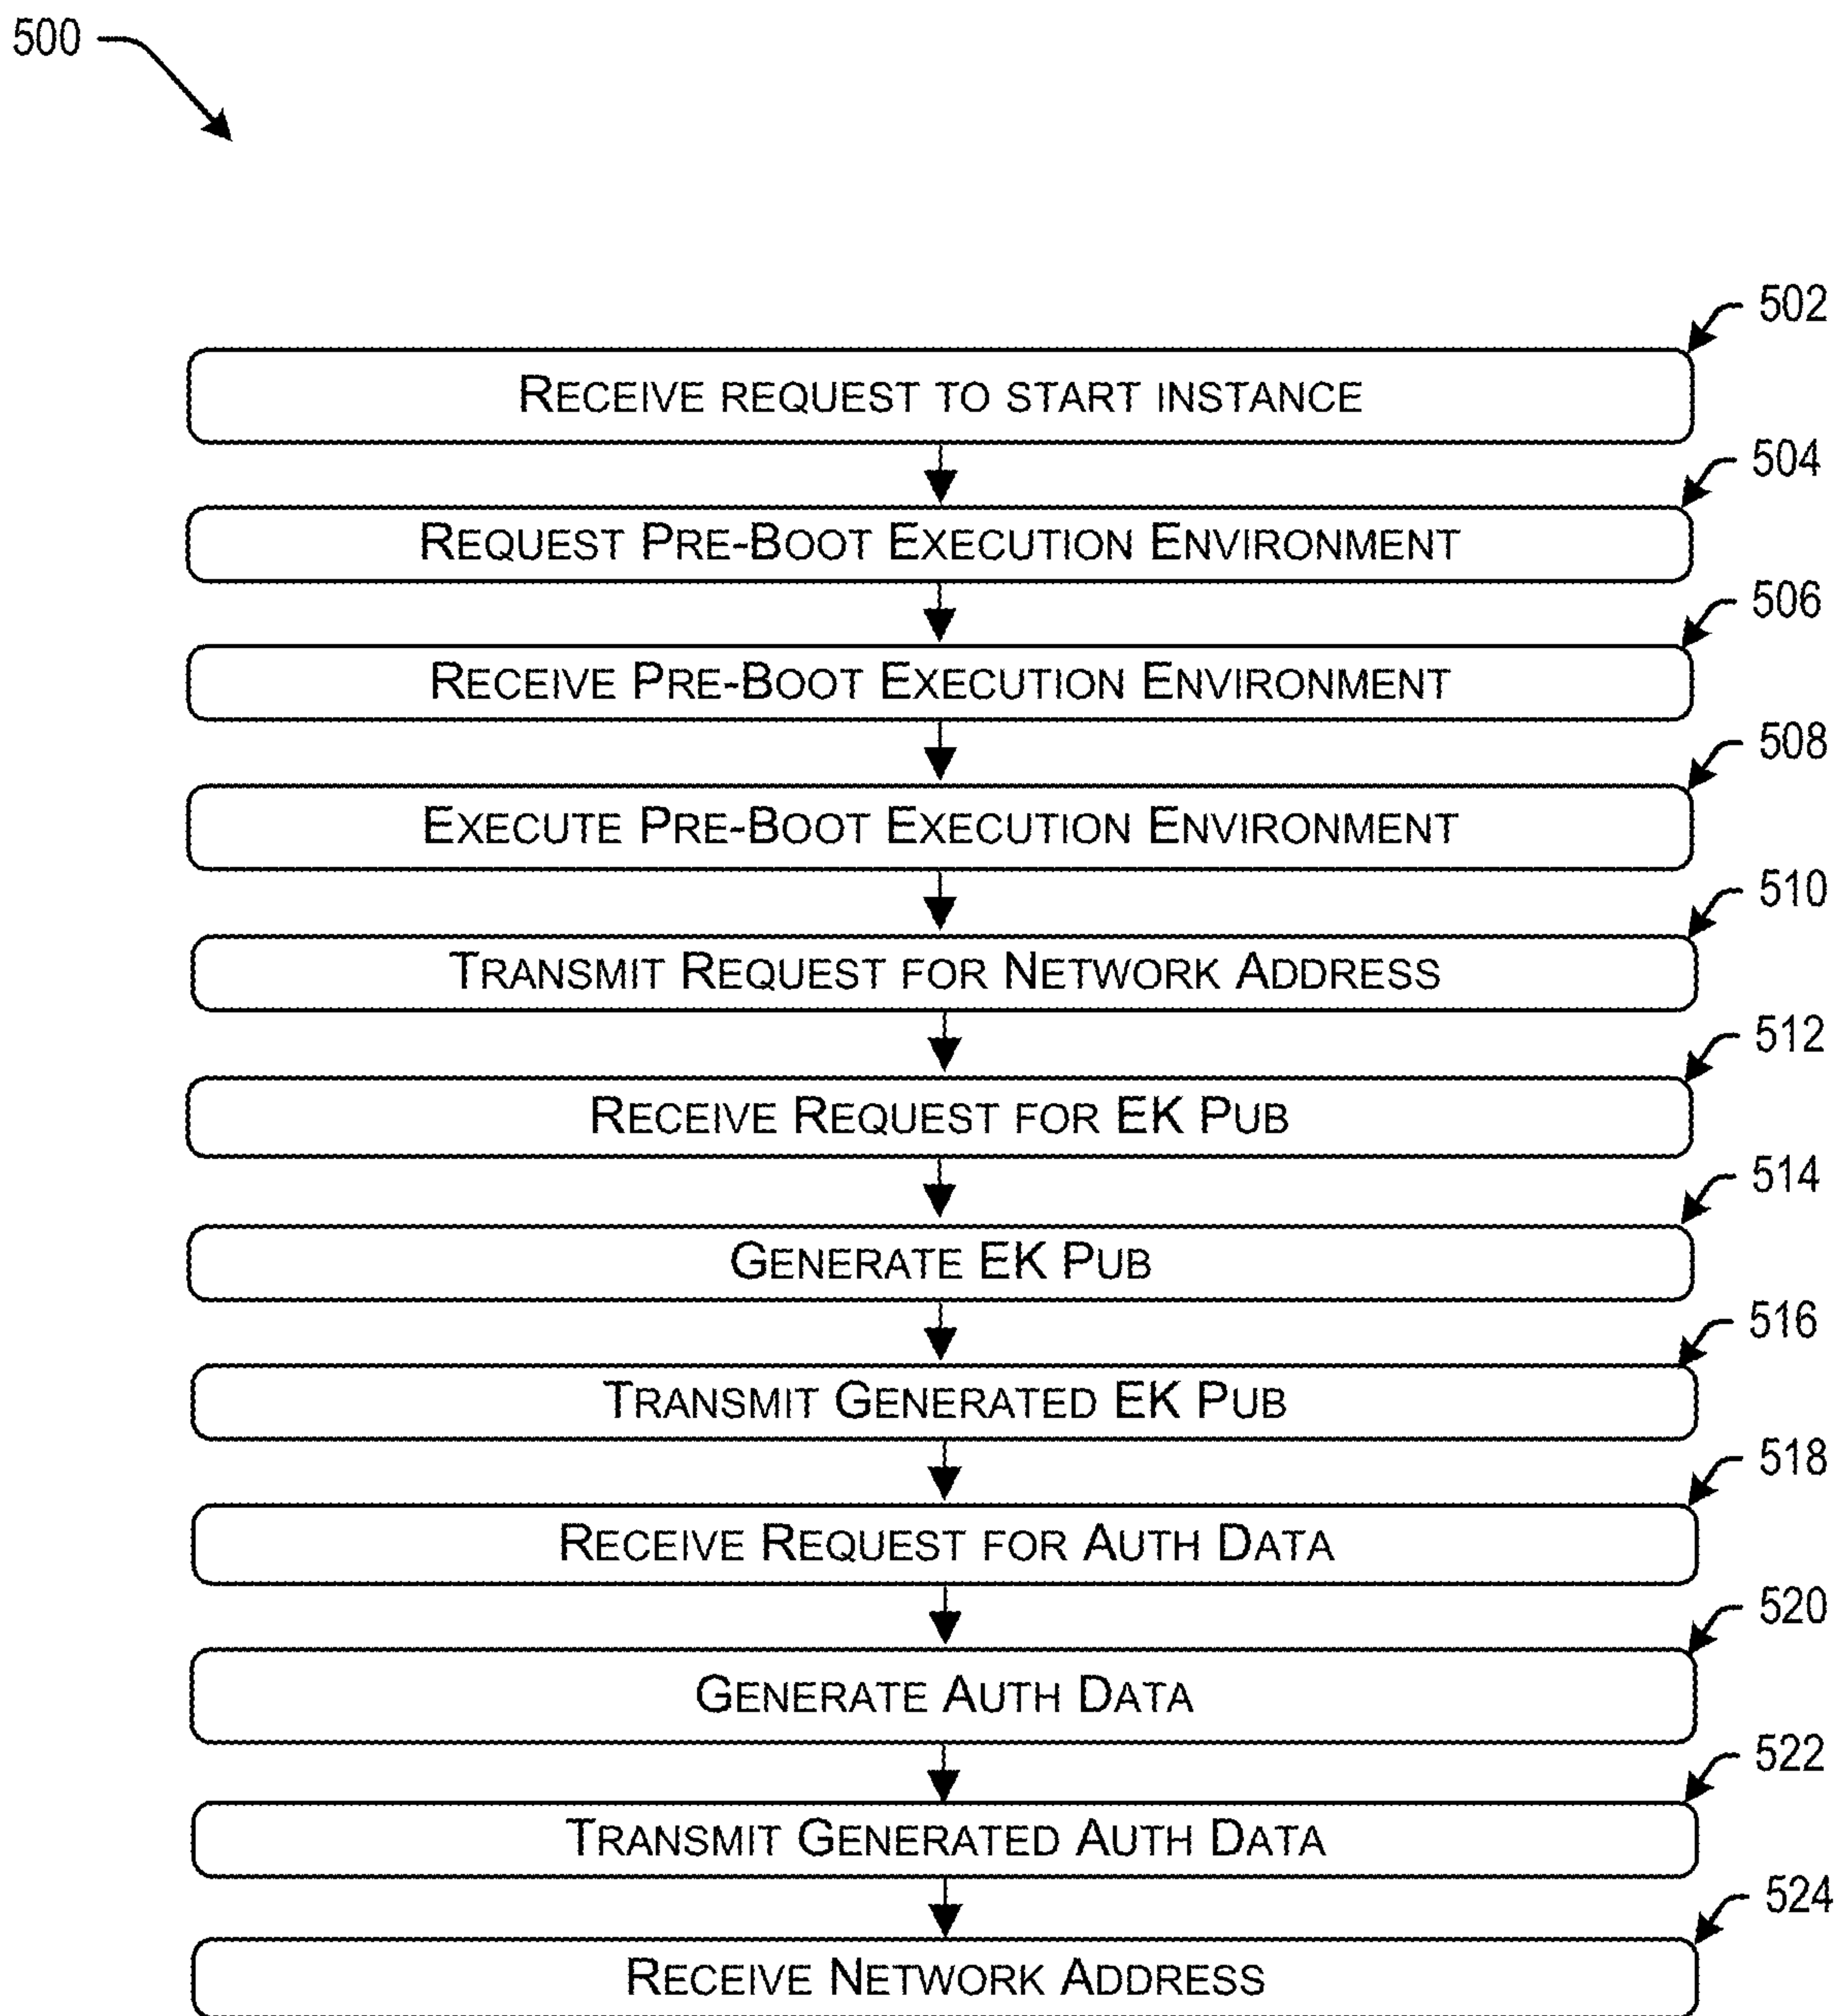 500
502
RECEIVE REQUEST TO START INSTANCE
504
REQUEST PRE-BOOT EXECUTION ENVIRONMENT
506
RECEIVE PRE-BOOT EXECUTION ENVIRONMENT
508
EXECUTE PRE-BOOT EXECUTION ENVIRONMENT
510
TRANSMIT REQUEST FOR NETWORK ADDRESS
512
RECEIVE REQUEST FOR EK PUB
514
GENERATE EK PUB
516
TRANSMIT GENERATED EK PUB
518
RECEIVE REQUEST FOR AUTH DATA
520
GENERATE AUTH DATA
522
TRANSMIT GENERATED AUTH DATA
524
RECEIVE NETWORK ADDRESS